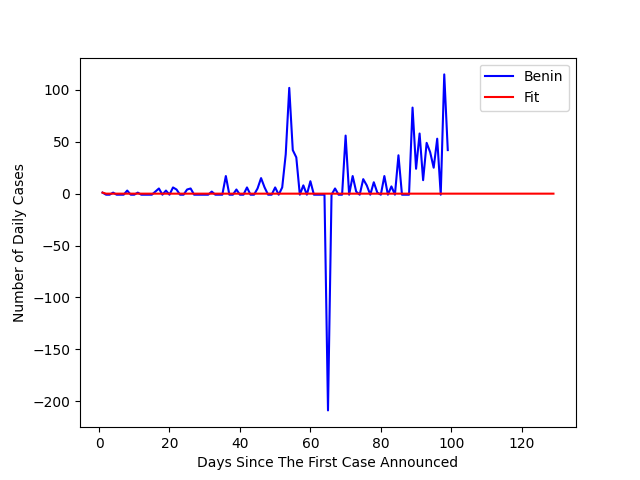 Benin
Fit
100
50
0
−50
−100
−150
−200
Number of Daily Cases
0 20 40 60 80 100 120
Days Since The First Case Announced